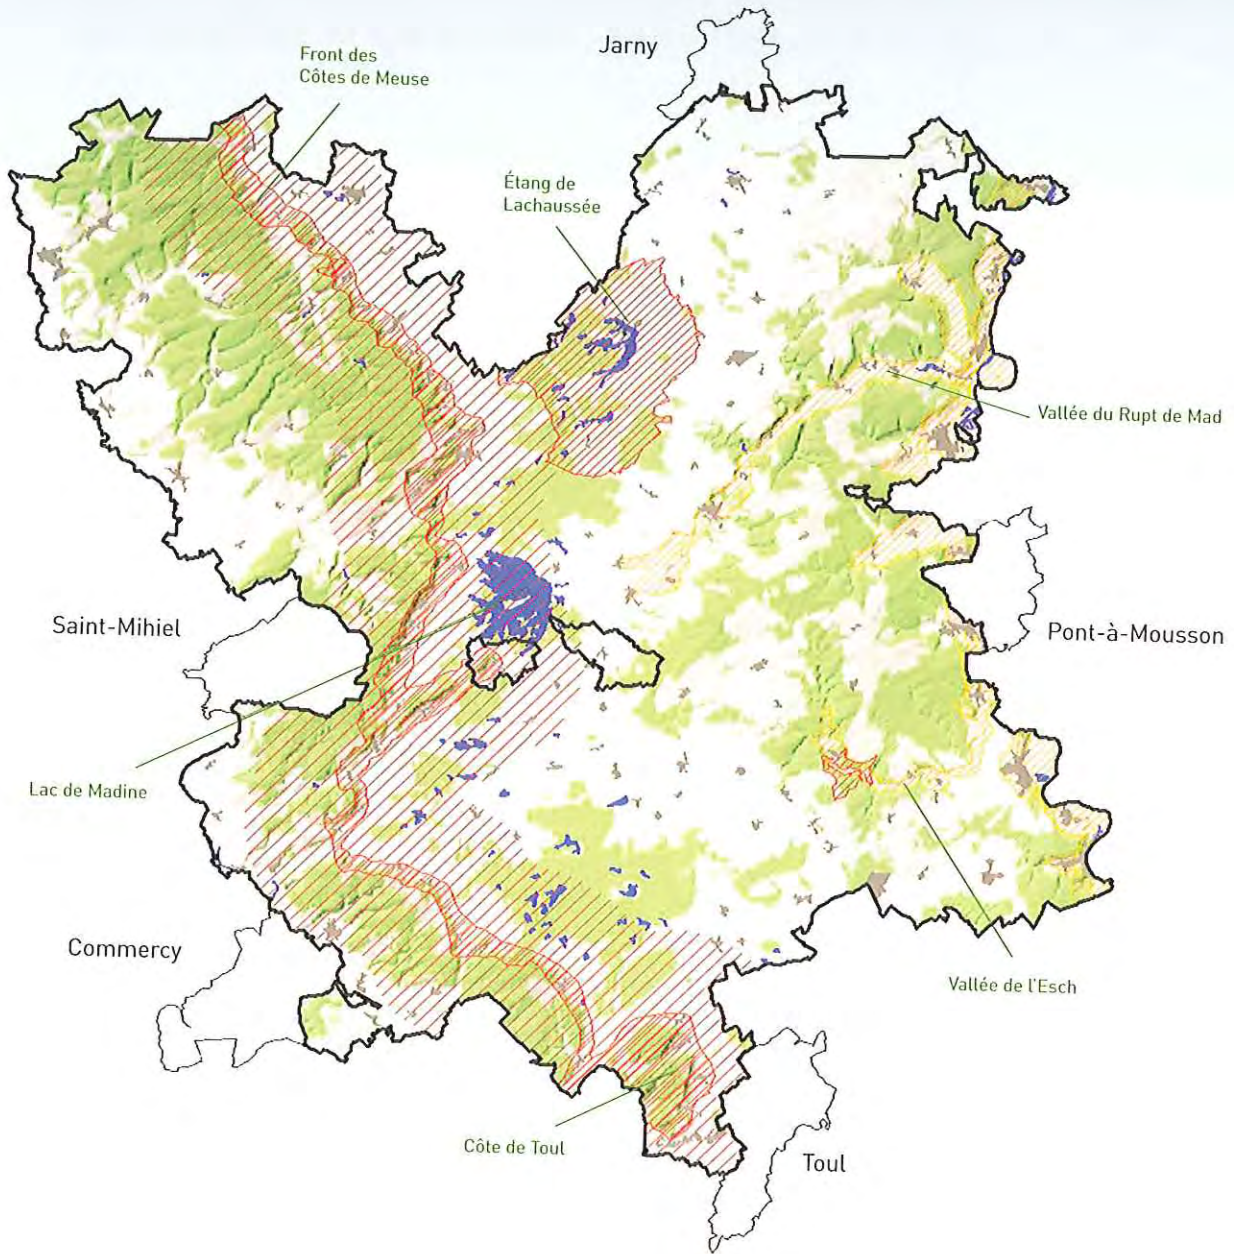 Jarny
Front des
Côtes de Meuse
Étang de
Lachaussée
Vallée du Rupt de Mad
Saint-Mihiel
Pont-à-Mousson
Lac de Madine
Commercy
Vallée de l'Esch
Côte de Toul
Toul